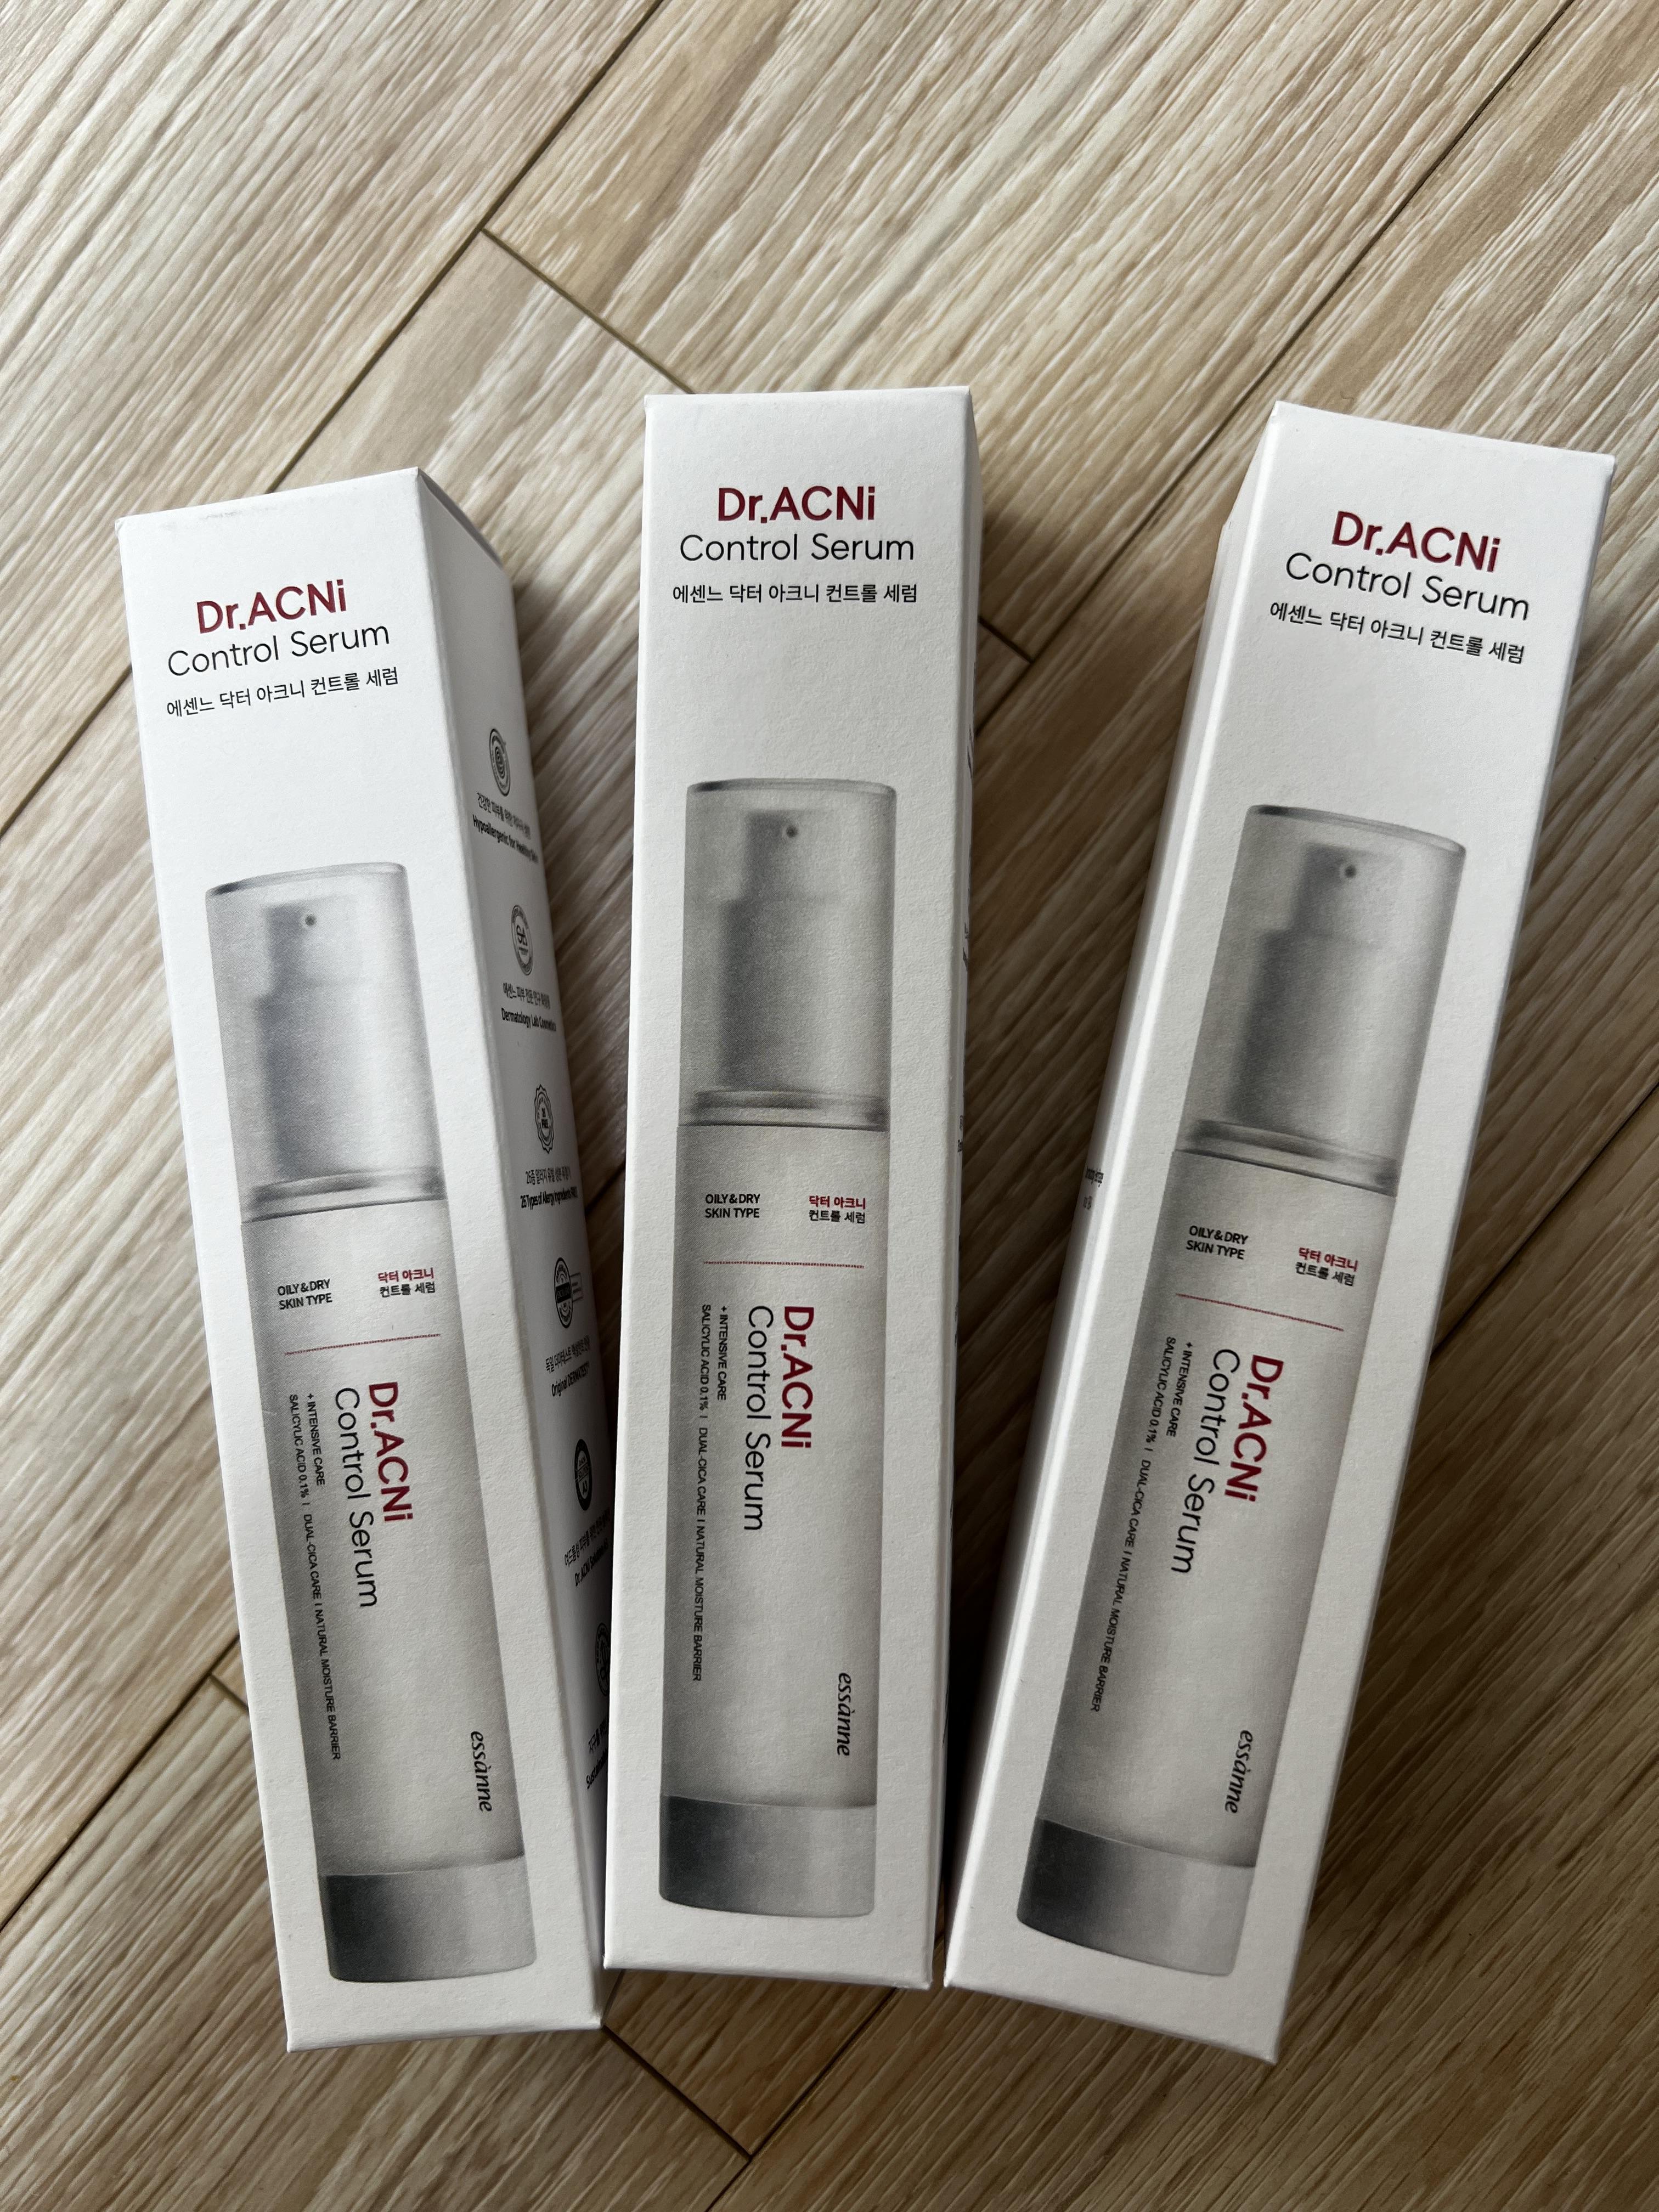 Dr.ACNi
Control Serum
에센느 닥터 아크니 컨트롤 세럼
OILY&DRY
SKIN TYPE
닥터 아크니
컨트롤 세럼
Dr.ACNi
Control Serum
+ INTENSIVE CARE
SALICYLIC ACID 0.1% I DUAL-CICA CARE I NATURAL MOISTURE BARRIER
essànne
Hypoallergenic for Healthy Skin
Dermatology Lab Cosmetics
26 Types of Allergy Ingredients FREE
Original DERMATEST
Dr.ACNi
Control Serum
에센느 닥터 아크니 컨트롤 세럼
OILY&DRY
SKIN TYPE
닥터 아크니
컨트롤 세럼
Dr.ACNi
Control Serum
+ INTENSIVE CARE
SALICYLIC ACID 0.1% I DUAL-CICA CARE I NATURAL MOISTURE BARRIER
essànne
Dr.ACNi
Control Serum
에센느 닥터 아크니 컨트롤 세럼
OILY&DRY
SKIN TYPE
닥터 아크니
컨트롤 세럼
Dr.ACNi
Control Serum
+ INTENSIVE CARE
SALICYLIC ACID 0.1% I DUAL-CICA CARE I NATURAL MOISTURE BARRIER
essànne